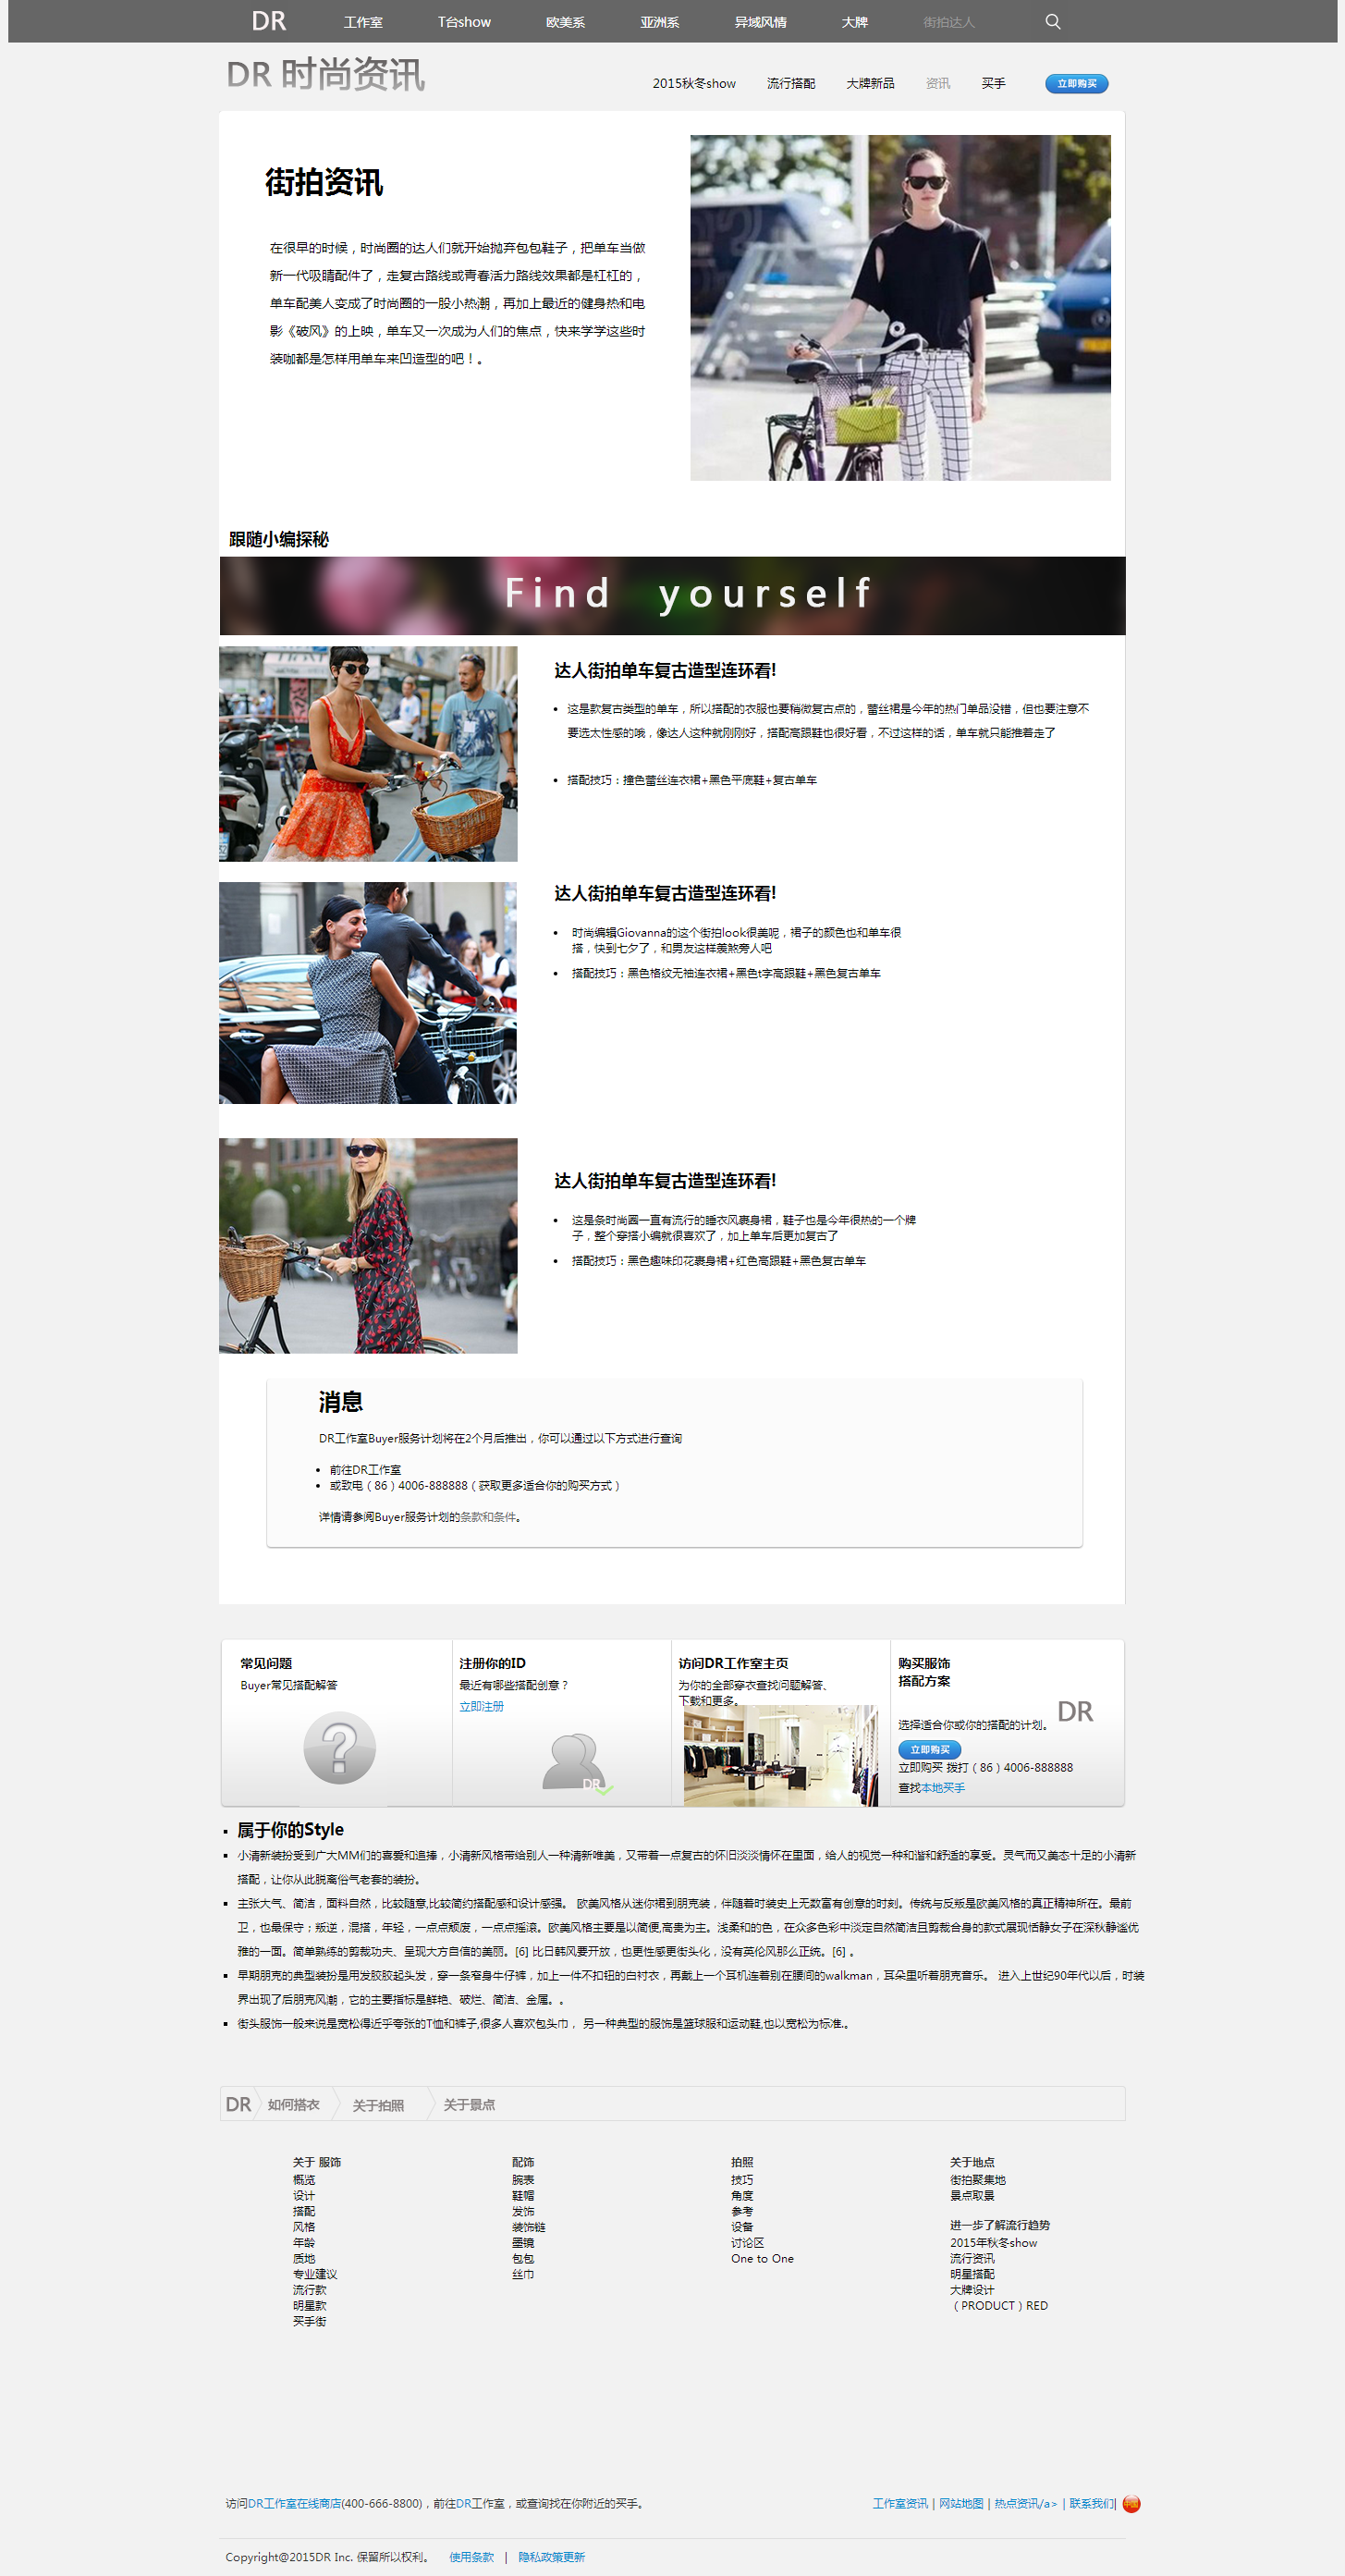 DR 工作室 T台show 欧美系 亚洲系 异域风情 大牌 街拍达人
DR 时尚资讯
2015秋冬show 流行搭配 大牌新品 资讯 买手 立即购买
街拍资讯
在很早的时候，时尚圈的达人们就开始抛弃包包鞋子，把单车当做
新一代吸睛配件了，走复古路线或青春活力路线效果都是杠杠的，
单车配美人变成了时尚圈的一股小热潮，再加上最近的健身热和电
影《破风》的上映，单车又一次成为人们的焦点，快来学学这些时
装咖都是怎样用单车来凹造型的吧！。
跟随小编探秘
Find yourself
达人街拍单车复古造型连环看!
这是款复古类型的单车，所以搭配的衣服也要稍微复古点的，蕾丝裙是今年的热门单品没错，但也要注意不
要选太性感的哦，像达人这种就刚刚好，搭配高跟鞋也很好看，不过这样的话，单车就只能推着走了
搭配技巧：撞色蕾丝连衣裙+黑色平底鞋+复古单车
达人街拍单车复古造型连环看!
时尚编辑Giovanna的这个街拍look很美呢，裙子的颜色也和单车很
搭，快到七夕了，和男友这样羡煞旁人吧
搭配技巧：黑色格纹无袖连衣裙+黑色t字高跟鞋+黑色复古单车
达人街拍单车复古造型连环看!
这是条时尚圈一直有流行的睡衣风裹身裙，鞋子也是今年很热的一个牌
子，整个穿搭小编就很喜欢了，加上单车后更加复古了
搭配技巧：黑色趣味印花裹身裙+红色高跟鞋+黑色复古单车
消息
DR工作室Buyer服务计划将在2个月后推出，你可以通过以下方式进行查询
前往DR工作室
或致电（86）4006-888888（获取更多适合你的购买方式）
详情请参阅Buyer服务计划的条款和条件。
常见问题
Buyer常见搭配解答
注册你的ID
最近有哪些搭配创意？
立即注册
DR
访问DR工作室主页
为你的全部穿衣查找问题解答、
下载和更多。
购买服饰
搭配方案
DR
选择适合你或你的搭配的计划。
立即购买
立即购买 拨打（86）4006-888888
查找本地买手
属于你的Style
小清新装扮受到广大MM们的喜爱和追捧，小清新风格带给别人一种清新唯美，又带着一点复古的怀旧淡淡情怀在里面，给人的视觉一种和谐和舒适的享受。灵气而又美态十足的小清新
搭配，让你从此脱离俗气老套的装扮。
主张大气、简洁，面料自然，比较随意,比较简约搭配感和设计感强。 欧美风格从迷你裙到朋克装，伴随着时装史上无数富有创意的时刻。传统与反叛是欧美风格的真正精神所在。最前
卫，也最保守；叛逆，混搭，年轻，一点点颓废，一点点摇滚。欧美风格主要是以简便,高贵为主。浅柔和的色，在众多色彩中淡定自然简洁且剪裁合身的款式展现恬静女子在深秋静谧优
雅的一面。简单熟练的剪裁功夫、呈现大方自信的美丽。[6] 比日韩风要开放，也更性感更街头化，没有英伦风那么正统。[6] 。
早期朋克的典型装扮是用发胶胶起头发，穿一条窄身牛仔裤，加上一件不扣钮的白衬衣，再戴上一个耳机连着别在腰间的walkman，耳朵里听着朋克音乐。 进入上世纪90年代以后，时装
界出现了后朋克风潮，它的主要指标是鲜艳、破烂、简洁、金属。。
街头服饰一般来说是宽松得近乎夸张的T恤和裤子,很多人喜欢包头巾， 另一种典型的服饰是篮球服和运动鞋,也以宽松为标准.。
DR 如何搭衣 关于拍照 关于景点
关于 服饰
概览
设计
搭配
风格
年龄
质地
专业建议
流行款
明星款
买手街
配饰
腕表
鞋帽
发饰
装饰链
墨镜
包包
丝巾
拍照
技巧
角度
参考
设备
讨论区
One to One
关于地点
街拍聚集地
景点取景
进一步了解流行趋势
2015年秋冬show
流行资讯
明星搭配
大牌设计
（PRODUCT）RED
访问DR工作室在线商店(400-666-8800)，前往DR工作室，或查询找在你附近的买手。
工作室资讯 | 网站地图 | 热点资讯/a> | 联系我们|
Copyright@2015DR Inc. 保留所以权利。 使用条款 | 隐私政策更新